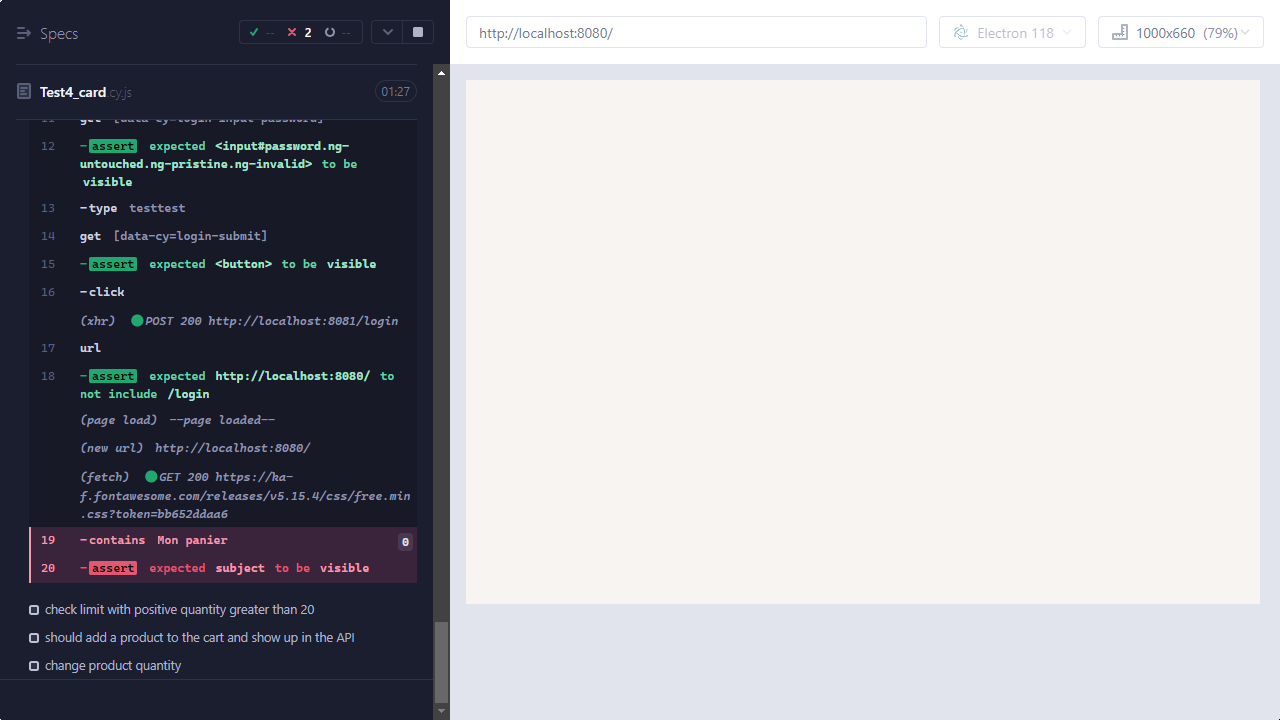 Specs
-- 2 --
http://localhost:8080/
Electron 118
1000x660 (79%)
Test4_card.cy.js
01:27
11 get [data-cy=login-input-password]
12 -assert expected <input#password.ng-
untouched.ng-pristine.ng-invalid> to be
visible
13 -type testtest
14 get [data-cy=login-submit]
15 -assert expected <button> to be visible
16 -click
(xhr) POST 200 http://localhost:8081/login
17 url
18 -assert expected http://localhost:8080/ to
not include /login
(page load) --page loaded--
(new url) http://localhost:8080/
(fetch) GET 200 https://ka-
f.fontawesome.com/releases/v5.15.4/css/free.min
.css?token=bb652ddaa6
19 -contains Mon panier 0
20 -assert expected subject to be visible
check limit with positive quantity greater than 20
should add a product to the cart and show up in the API
change product quantity